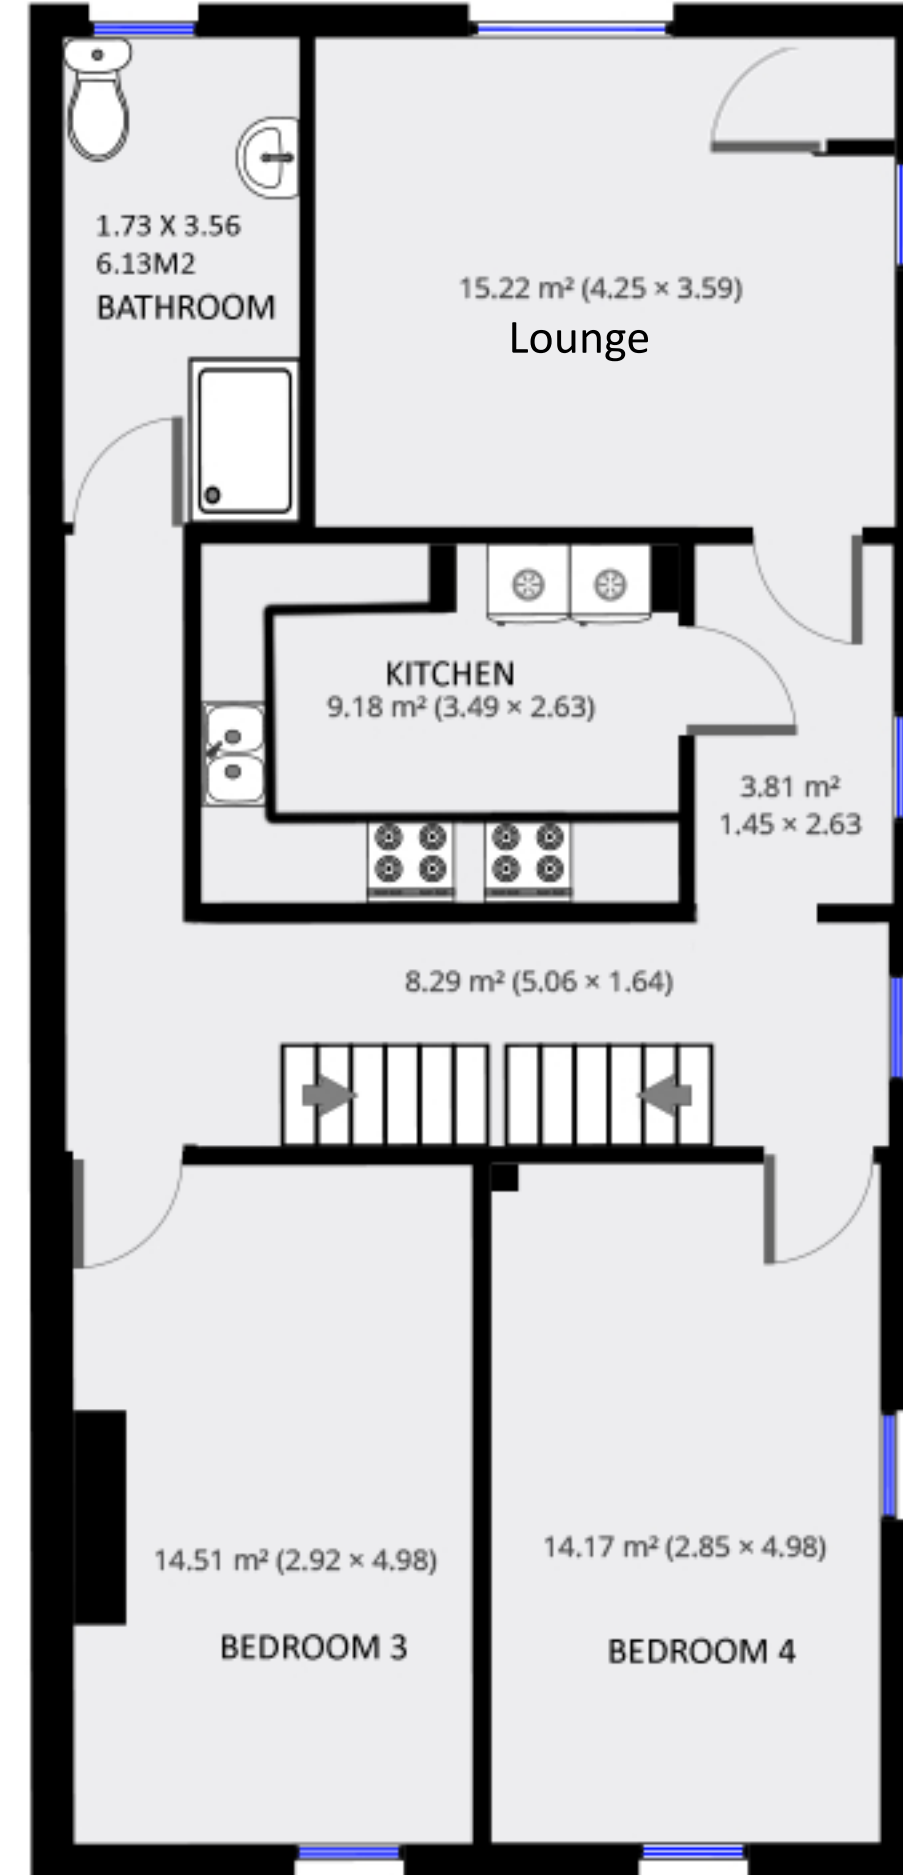 1.73 X 3.56
6.13M2
BATHROOM
15.22 m² (4.25 × 3.59)
Lounge
KITCHEN
9.18 m² (3.49 × 2.63)
3.81 m²
1.45 × 2.63
8.29 m² (5.06 × 1.64)
14.51 m² (2.92 × 4.98)
BEDROOM 3
14.17 m² (2.85 × 4.98)
BEDROOM 4